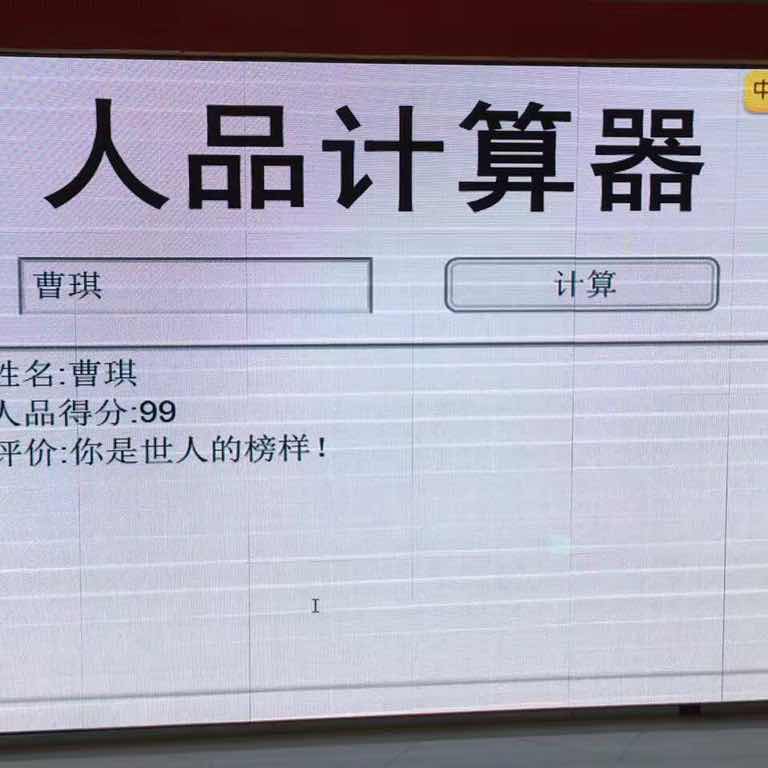 人品计算器
中
曹琪
计算
姓名:曹琪
人品得分:99
评价:你是世人的榜样!